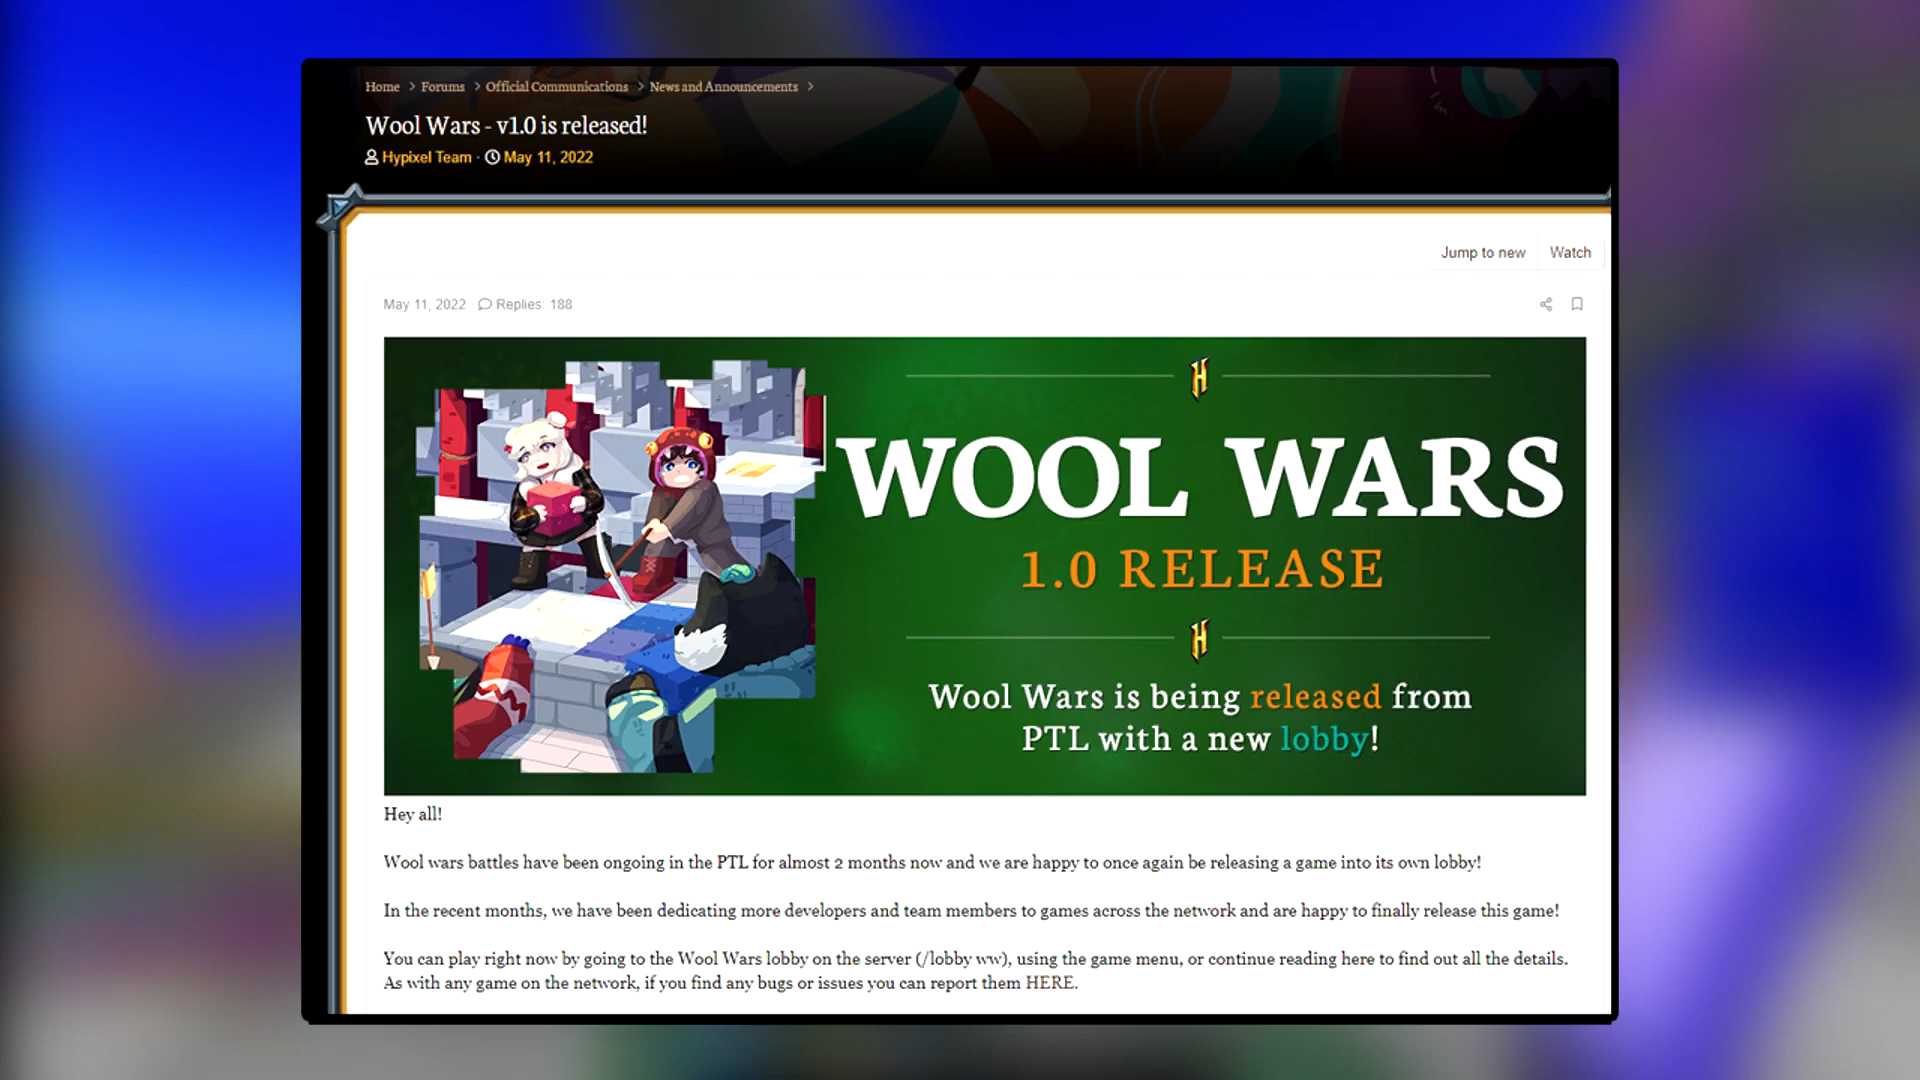 Home > Forums > Official Communications > News and Announcements >
Wool Wars - v1.0 is released!
Hypixel Team · May 11, 2022
Jump to new Watch
May 11, 2022 Replies: 188
H
WOOL WARS
1.0 RELEASE
H
Wool Wars is being released from
PTL with a new lobby!
Hey all!
Wool wars battles have been ongoing in the PTL for almost 2 months now and we are happy to once again be releasing a game into its own lobby!
In the recent months, we have been dedicating more developers and team members to games across the network and are happy to finally release this game!
You can play right now by going to the Wool Wars lobby on the server (/lobby ww), using the game menu, or continue reading here to find out all the details.
As with any game on the network, if you find any bugs or issues you can report them HERE.